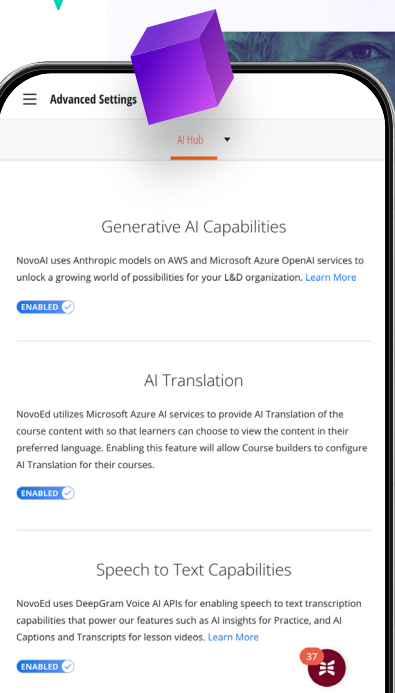 Advanced Settings
AI Hub
Generative AI Capabilities
NovoAI uses Anthropic models on AWS and Microsoft Azure OpenAI services to
unlock a growing world of possibilities for your L&D organization. Learn More
ENABLED
AI Translation
NovoEd utilizes Microsoft Azure AI services to provide AI Translation of the
course content with so that learners can choose to view the content in their
preferred language. Enabling this feature will allow Course builders to configure
AI Translation for their courses.
ENABLED
Speech to Text Capabilities
NovoEd uses DeepGram Voice AI APIs for enabling speech to text transcription
capabilities that power our features such as AI insights for Practice, and AI
Captions and Transcripts for lesson videos. Learn More
37
ENABLED